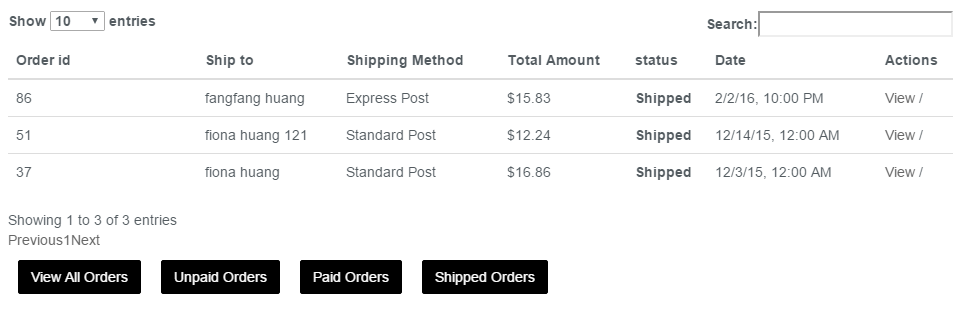 Show 10 entries Search:
Order id Ship to Shipping Method Total Amount status Date Actions
86 fangfang huang Express Post $15.83 Shipped 2/2/16, 10:00 PM View /
51 fiona huang 121 Standard Post $12.24 Shipped 12/14/15, 12:00 AM View /
37 fiona huang Standard Post $16.86 Shipped 12/3/15, 12:00 AM View /
Showing 1 to 3 of 3 entries
Previous1Next
View All Orders Unpaid Orders Paid Orders Shipped Orders